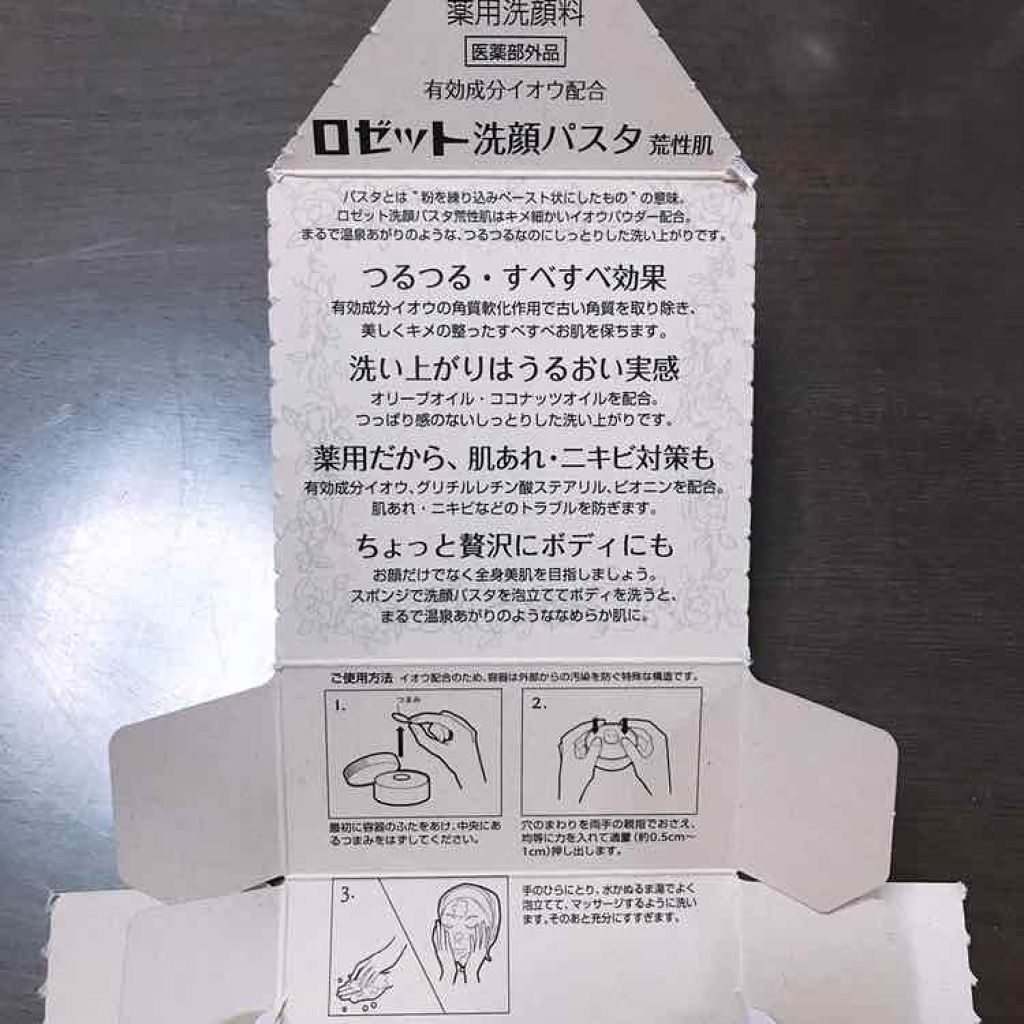 薬用洗顔料
医薬部外品
有効成分イオウ配合
ロゼット洗顔パスタ 荒性肌
パスタとは“粉を練り込みペースト状にしたもの”の意味。
ロゼット洗顔パスタ荒性肌はキメ細かいイオウパウダー配合。
まるで温泉あがりのような、つるつるなのにしっとりした洗い上がりです。
つるつる・すべすべ効果
有効成分イオウの角質軟化作用で古い角質を取り除き、
美しくキメの整ったすべすべお肌を保ちます。
洗い上がりはうるおい実感
オリーブオイル・ココナッツオイルを配合。
つっぱり感のないしっとりした洗い上がりです。
薬用だから、肌あれ・ニキビ対策も
有効成分イオウ、グリチルレチン酸ステアリル、ピオニンを配合。
肌あれ・ニキビなどのトラブルを防ぎます。
ちょっと贅沢にボディにも
お顔だけでなく全身美肌を目指しましょう。
スポンジで洗顔パスタを泡立ててボディを洗うと、
まるで温泉あがりのようななめらか肌に。
ご使用方法 イオウ配合のため、容器は外部からの汚染を防ぐ特殊な構造です。
1.
つまみ
最初に容器のふたをあけ、中央にあ
るつまみをはずしてください。
2.
穴のまわりを両手の親指でおさえ、
均等に力を入れて適量(約0.5cm〜
1cm)押し出します。
3.
手のひらにとり、水かぬるま湯でよく
泡立てて、マッサージするように洗い
ます。そのあと充分にすすぎます。